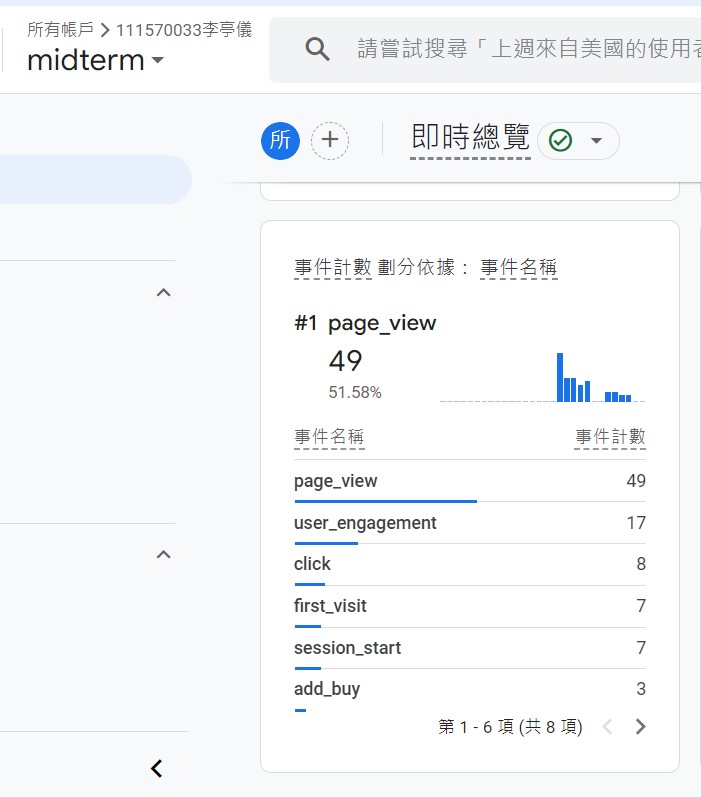 所有帳戶 > 111570033李亭儀
midterm
請嘗試搜尋「上週來自美國的使用者
所
即時總覽
事件計數 劃分依據： 事件名稱
#1 page_view
49
51.58%
事件名稱 事件計數
page_view 49
user_engagement 17
click 8
first_visit 7
session_start 7
add_buy 3
第 1 - 6 項 (共 8 項)